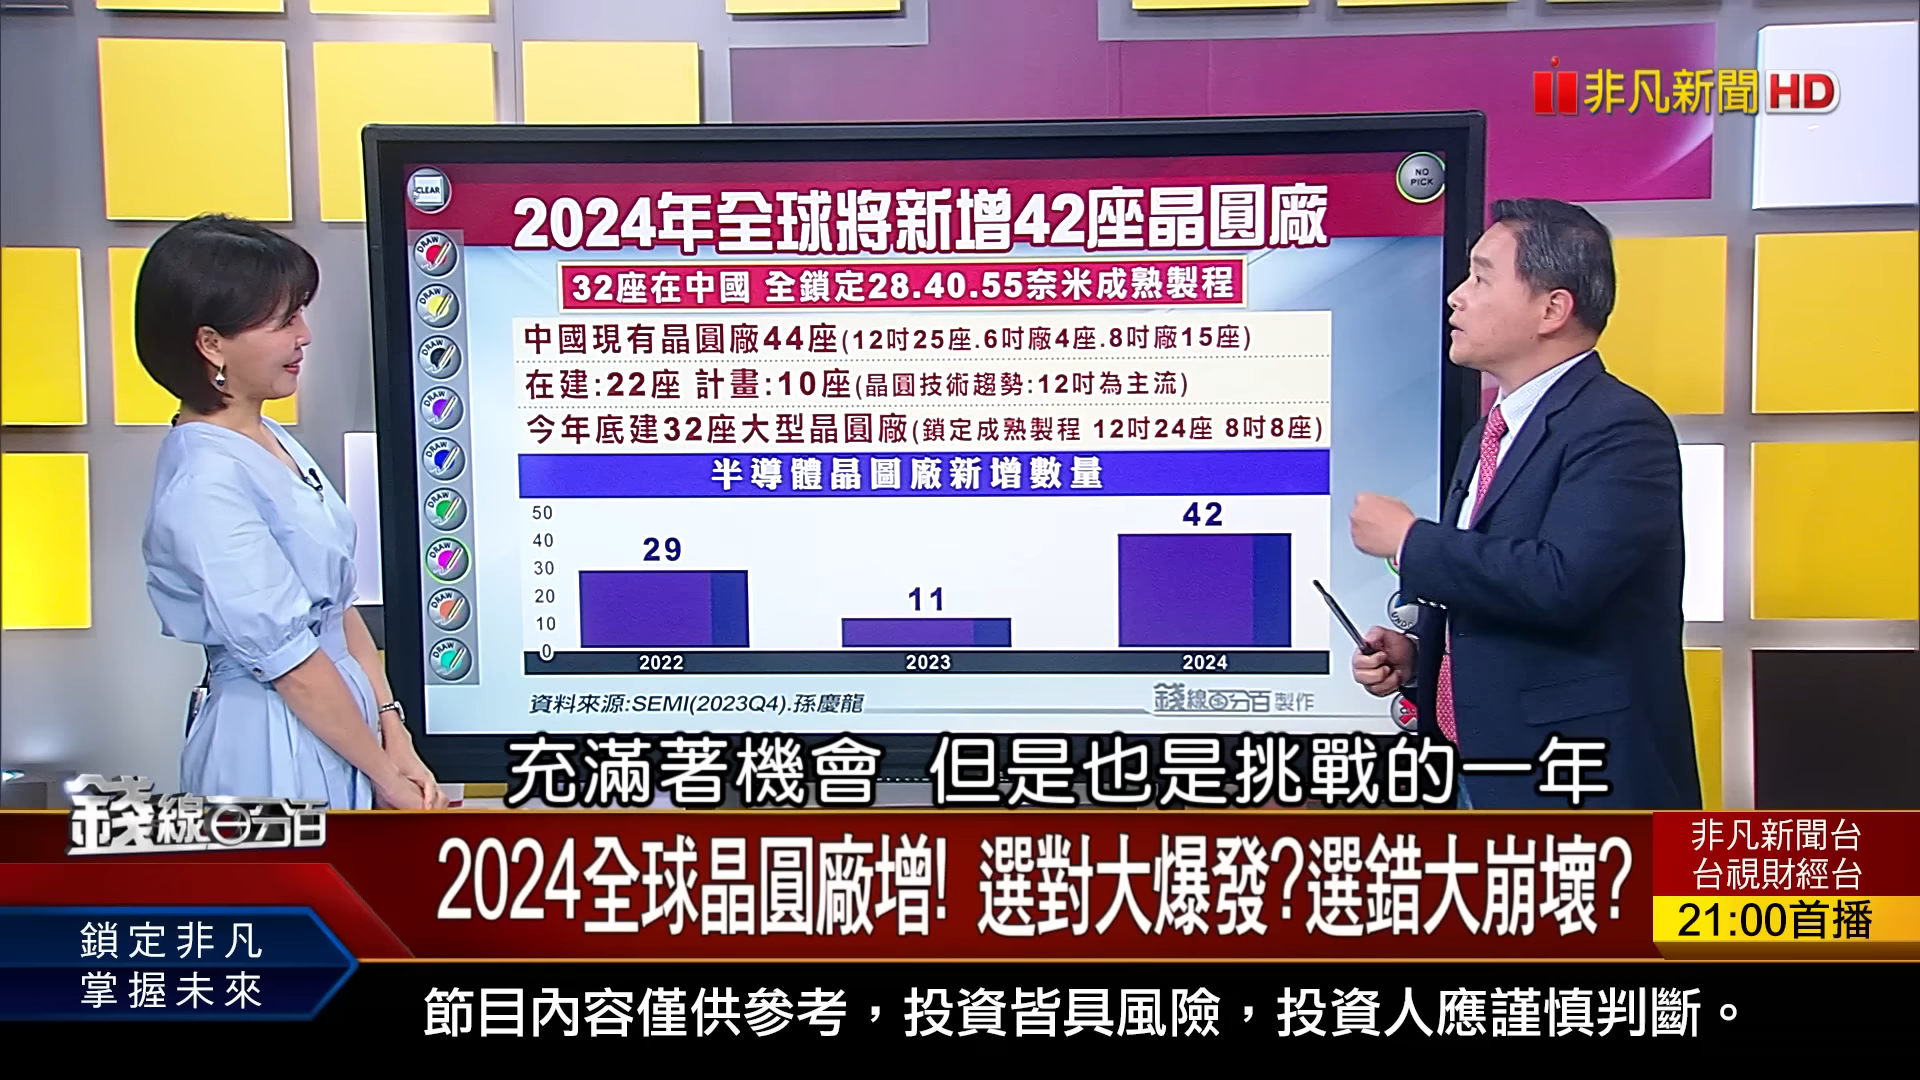 非凡新聞HD
CLEAR
NO PICK
2024年全球將新增42座晶圓廠
32座在中國 全鎖定28.40.55奈米成熟製程
中國現有晶圓廠44座(12吋25座.6吋廠4座.8吋廠15座)
在建:22座 計畫:10座(晶圓技術趨勢:12吋為主流)
今年底建32座大型晶圓廠(鎖定成熟製程 12吋24座 8吋8座)
半導體晶圓廠新增數量
50
40
30
20
10
0
29
11
42
2022
2023
2024
資料來源:SEMI(2023Q4).孫慶龍
錢線百分百製作
DRAW
DRAW
DRAW
DRAW
DRAW
DRAW
DRAW
DRAW
DRAW
充滿著機會 但是也是挑戰的一年
錢線百分百
2024全球晶圓廠增! 選對大爆發?選錯大崩壞?
非凡新聞台
台視財經台
21:00首播
鎖定非凡
掌握未來
節目內容僅供參考，投資皆具風險，投資人應謹慎判斷。